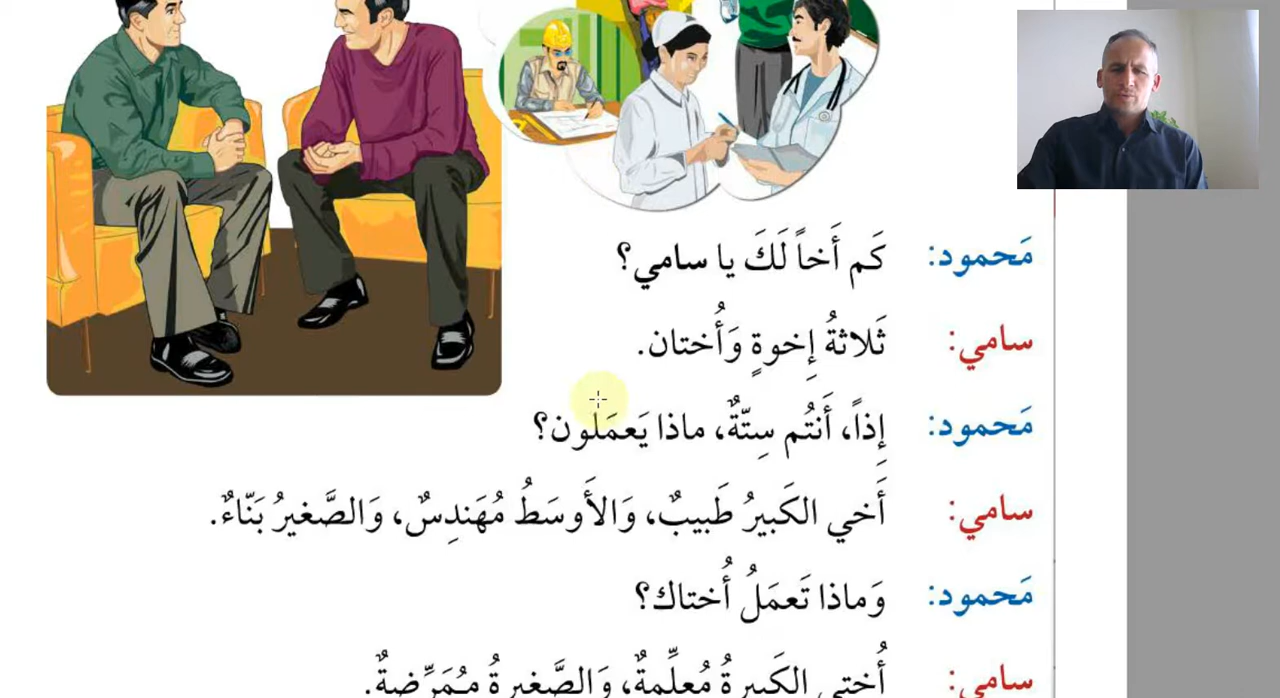 مَحمود: كَم أَخاً لَكَ يا سامي؟
سامي: ثَلاثةُ إِخوةٍ وَأُختان.
مَحمود: إِذاً، أَنتُم سِتّةٌ، ماذا يَعمَلون؟
سامي: أَخي الكَبيرُ طَبيبٌ، وَالأَوسَطُ مُهَندِسٌ، وَالصَّغيرُ بَنّاءٌ.
مَحمود: وَماذا تَعمَلُ أُختاك؟
سامي: أُختي الكَبيرةُ مُعلِّمةٌ، وَالصَّغيرةُ مُمَرِّضةٌ.